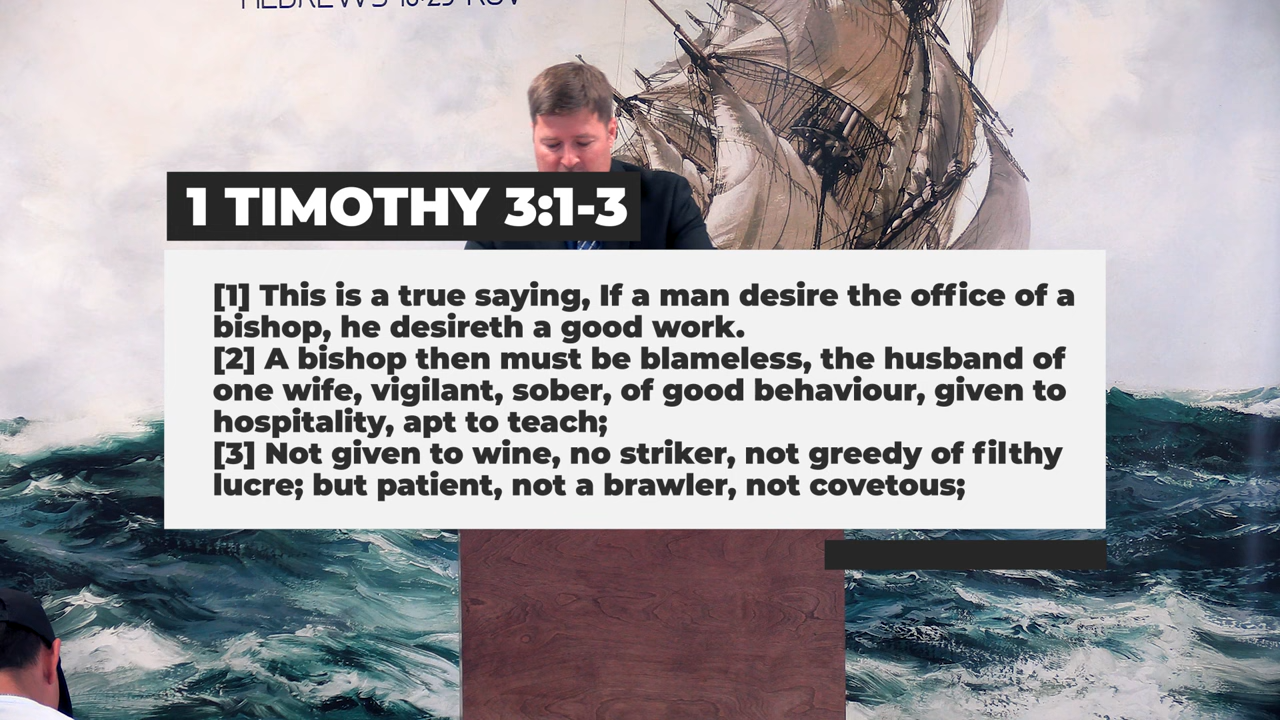 1 TIMOTHY 3:1-3
[1] This is a true saying, If a man desire the office of a
bishop, he desireth a good work.
[2] A bishop then must be blameless, the husband of
one wife, vigilant, sober, of good behaviour, given to
hospitality, apt to teach;
[3] Not given to wine, no striker, not greedy of filthy
lucre; but patient, not a brawler, not covetous;